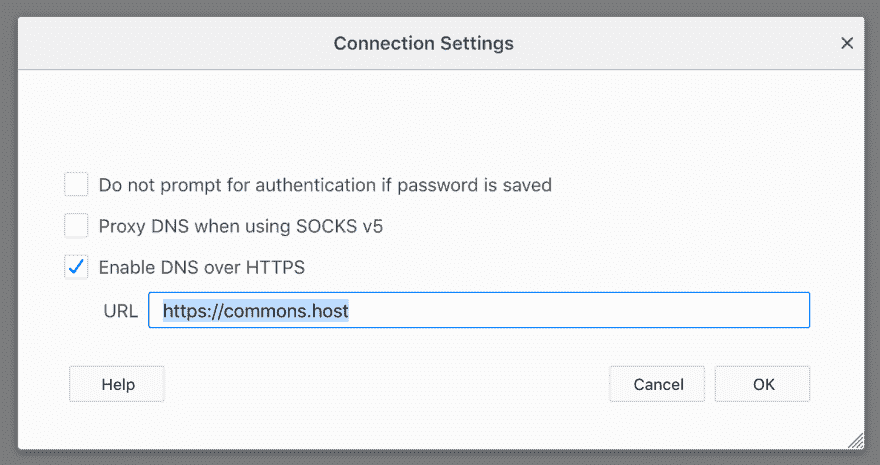 Connection Settings
Do not prompt for authentication if password is saved
Proxy DNS when using SOCKS v5
Enable DNS over HTTPS
URL https://commons.host
Help Cancel OK